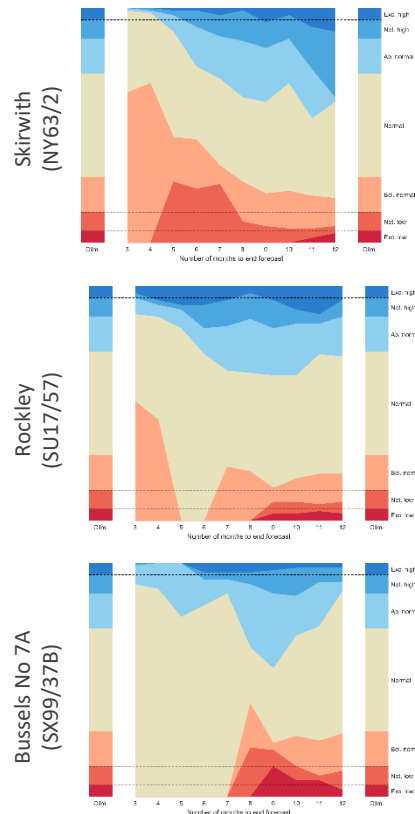 Skirwith
(NY63/2)
Exc. high
Not. high
Ab. norm
Normal
Bel. normal
Not. low
Exc. low
Clim.
3 4 5 6 7 8 9 10 11 12
Clim.
Number of months to end forecast
Rockley
(SU17/57)
Exc. high
Not. high
Ab. norm
Normal
Bel. norm
Not. low
Exc. low
Clim.
3 4 5 6 7 8 9 10 11 12
Clim.
Number of months to end forecast
Bussels No 7A
(SX99/37B)
Exc. high
Not. high
Ab. norm
Normal
Bel. norm
Not. low
Exc. low
Clim.
3 4 5 6 7 8 9 10 11 12
Clim.
Number of months to end forecast